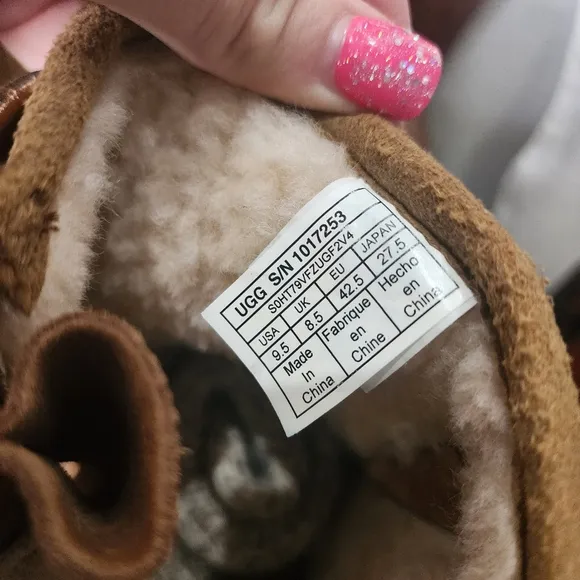 UGG S/N 1017253
S0HT79VFZUGF2V4
USA UK EU JAPAN
9.5 8.5 42.5 27.5
Made In China
Fabrique en Chine
Hecho en China